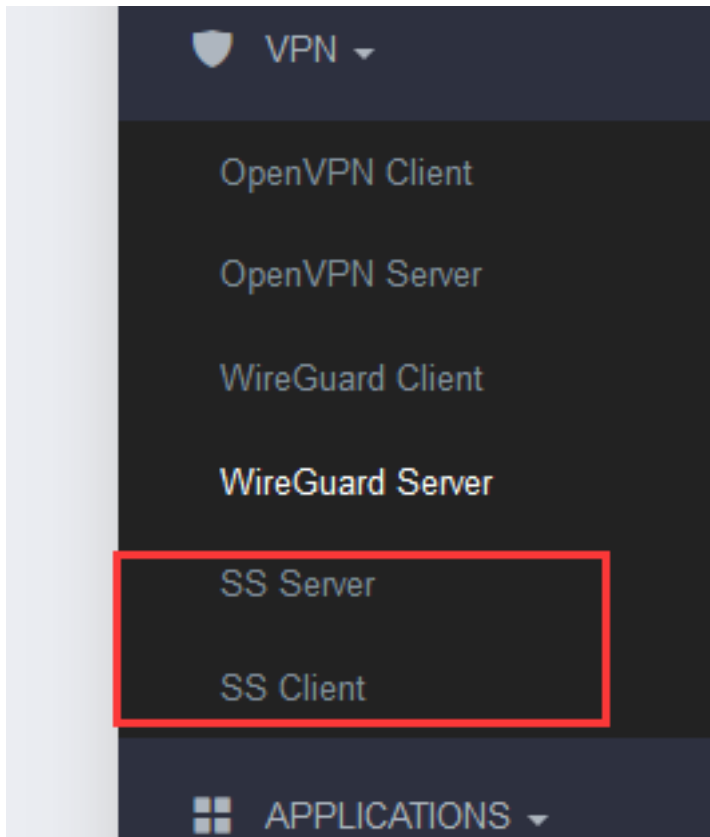 VPN
OpenVPN Client
OpenVPN Server
WireGuard Client
WireGuard Server
SS Server
SS Client
APPLICATIONS